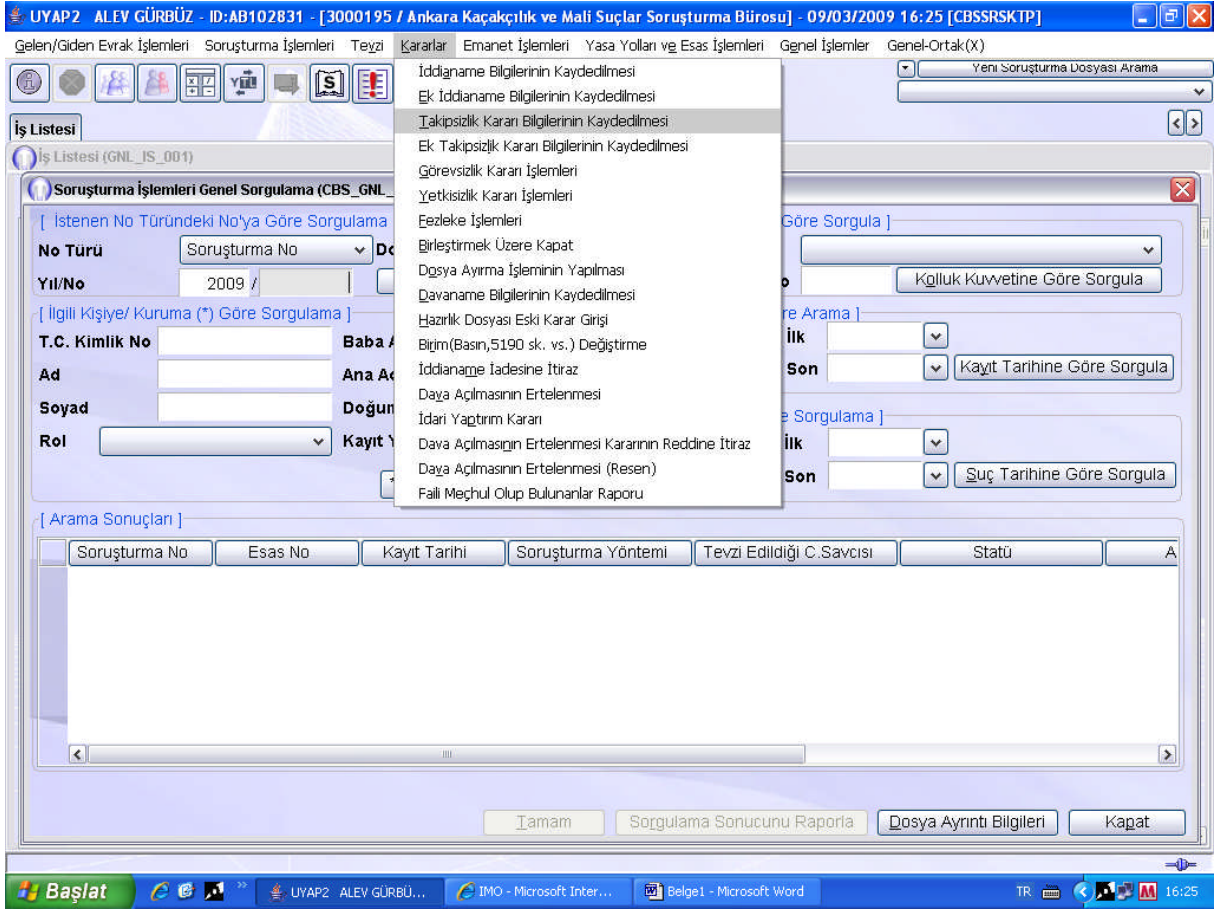 UYAP2 ALEV GÜRBÜZ - ID:AB102831 - [3000195 / Ankara Kaçakçılık ve Mali Suçlar Soruşturma Bürosu] - 09/03/2009 16:25 [CBSSRSKTP]
Gelen/Giden Evrak İşlemleri Soruşturma İşlemleri Tevzi Kararlar Emanet İşlemleri Yasa Yolları ve Esas İşlemleri Genel İşlemler Genel-Ortak(X)
Yeni Soruşturma Dosyası Arama
İddianame Bilgilerinin Kaydedilmesi
Ek İddianame Bilgilerinin Kaydedilmesi
Takipsizlik Kararı Bilgilerinin Kaydedilmesi
Ek Takipsizlik Kararı Bilgilerinin Kaydedilmesi
Görevsizlik Kararı İşlemleri
Yetkisizlik Kararı İşlemleri
Fezleke İşlemleri
Birleştirmek Üzere Kapat
Dosya Ayırma İşleminin Yapılması
Davaname Bilgilerinin Kaydedilmesi
Hazırlık Dosyası Eski Karar Girişi
Birim(Basın,5190 sk. vs.) Değiştirme
İddianame İadesine İtiraz
Dava Açılmasının Ertelenmesi
İdari Yaptırım Kararı
Dava Açılmasının Ertelenmesi Kararının Reddine İtiraz
Dava Açılmasının Ertelenmesi (Resen)
Faili Meçhul Olup Bulunanlar Raporu
İş Listesi
İş Listesi (GNL_IS_001)
Soruşturma İşlemleri Genel Sorgulama (CBS_GNL_
[ İstenen No Türündeki No'ya Göre Sorgulama
Göre Sorgula ]
No Türü Soruşturma No Do
Yıl/No 2009 /
Kolluk Kuvvetine Göre Sorgula
[ İlgili Kişiye/ Kuruma (*) Göre Sorgulama ]
re Arama ]
T.C. Kimlik No Baba A
İlk
Ad Ana Ad
Son Kayıt Tarihine Göre Sorgula
Soyad Doğum
e Sorgulama ]
Rol Kayıt Y
İlk
Son Suç Tarihine Göre Sorgula
[ Arama Sonuçları ]
Soruşturma No Esas No Kayıt Tarihi Soruşturma Yöntemi Tevzi Edildiği C.Savcısı Statü A
Tamam Sorgulama Sonucunu Raporla Dosya Ayrıntı Bilgileri Kapat
Başlat UYAP2 ALEV GÜRBÜ... IMO - Microsoft Inter... Belge1 - Microsoft Word TR 16:25